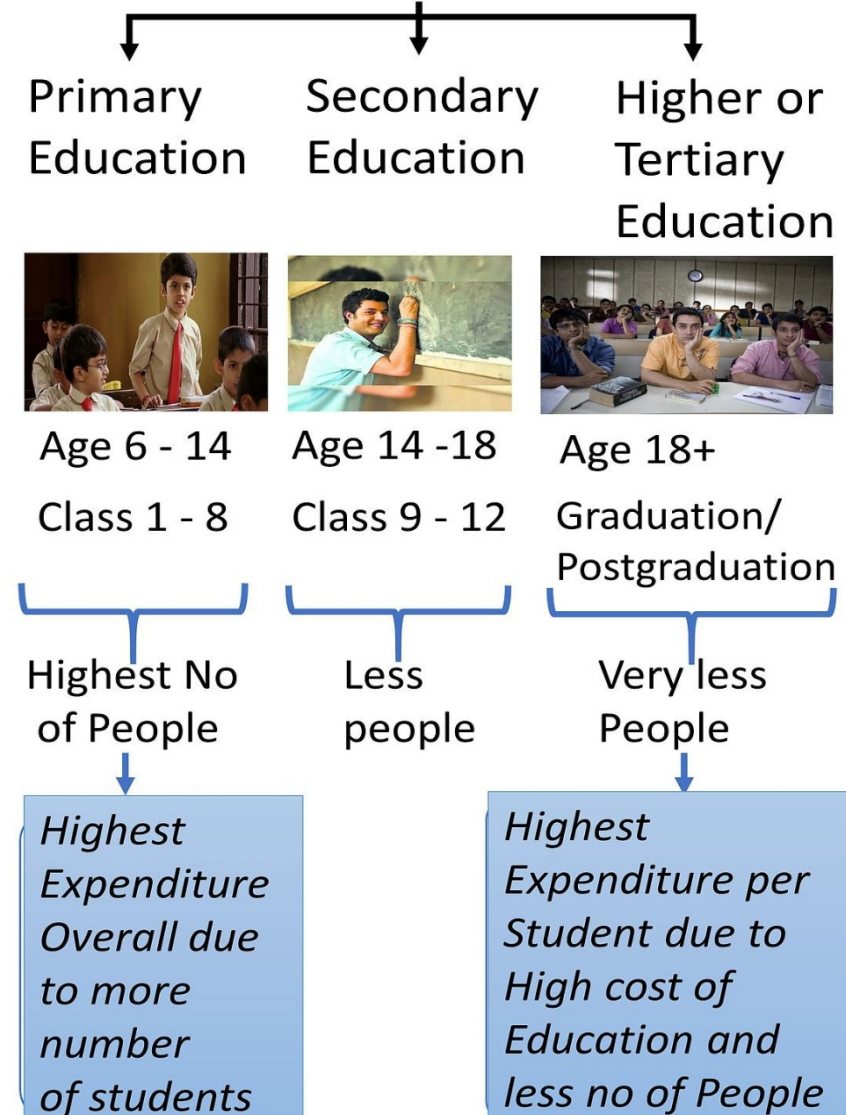 Primary
Education
Secondary
Education
Higher or
Tertiary
Education
Age 6 - 14
Class 1 - 8
Age 14 -18
Class 9 - 12
Age 18+
Graduation/
Postgraduation
Highest No
of People
Less
people
Very less
People
Highest
Expenditure
Overall due
to more
number
of students
Highest
Expenditure per
Student due to
High cost of
Education and
less no of People